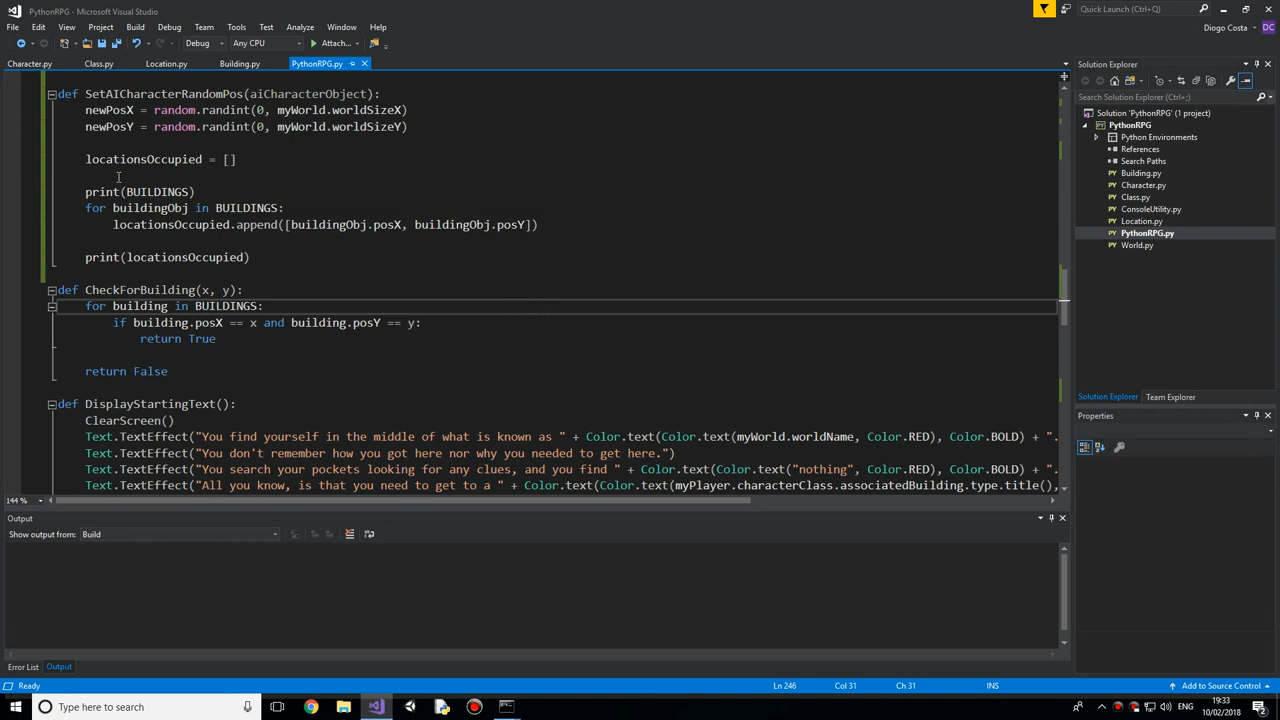 PythonRPG - Microsoft Visual Studio
Quick Launch (Ctrl+Q)
File Edit View Project Build Debug Team Tools Test Analyze Window Help
Diogo Costa DC
Debug Any CPU Attach...
Character.py Class.py Location.py Building.py PythonRPG.py
def SetAICharacterRandomPos(aiCharacterObject):
newPosX = random.randint(0, myWorld.worldSizeX)
newPosY = random.randint(0, myWorld.worldSizeY)
locationsOccupied = []
print(BUILDINGS)
for buildingObj in BUILDINGS:
locationsOccupied.append([buildingObj.posX, buildingObj.posY])
print(locationsOccupied)
def CheckForBuilding(x, y):
for building in BUILDINGS:
if building.posX == x and building.posY == y:
return True
return False
def DisplayStartingText():
ClearScreen()
Text.TextEffect("You find yourself in the middle of what is known as " + Color.text(Color.text(myWorld.worldName, Color.RED), Color.BOLD) + ".
Text.TextEffect("You don't remember how you got here nor why you needed to get here.")
Text.TextEffect("You search your pockets looking for any clues, and you find " + Color.text(Color.text("nothing", Color.RED), Color.BOLD) + ".
Text.TextEffect("All you know, is that you need to get to a " + Color.text(Color.text(myPlayer.characterClass.associatedBuilding.type.title(),
144 %
Output
Show output from: Build
Error List Output
Solution Explorer
Search Solution Explorer (Ctrl+;)
Solution 'PythonRPG' (1 project)
PythonRPG
Python Environments
References
Search Paths
PY Building.py
PY Character.py
PY Class.py
PY ConsoleUtility.py
PY Location.py
PY PythonRPG.py
PY World.py
Solution Explorer Team Explorer
Properties
Ready Ln 246 Col 31 Ch 31 INS Add to Source Control
Type here to search
ENG
19:33
10/02/2018
2